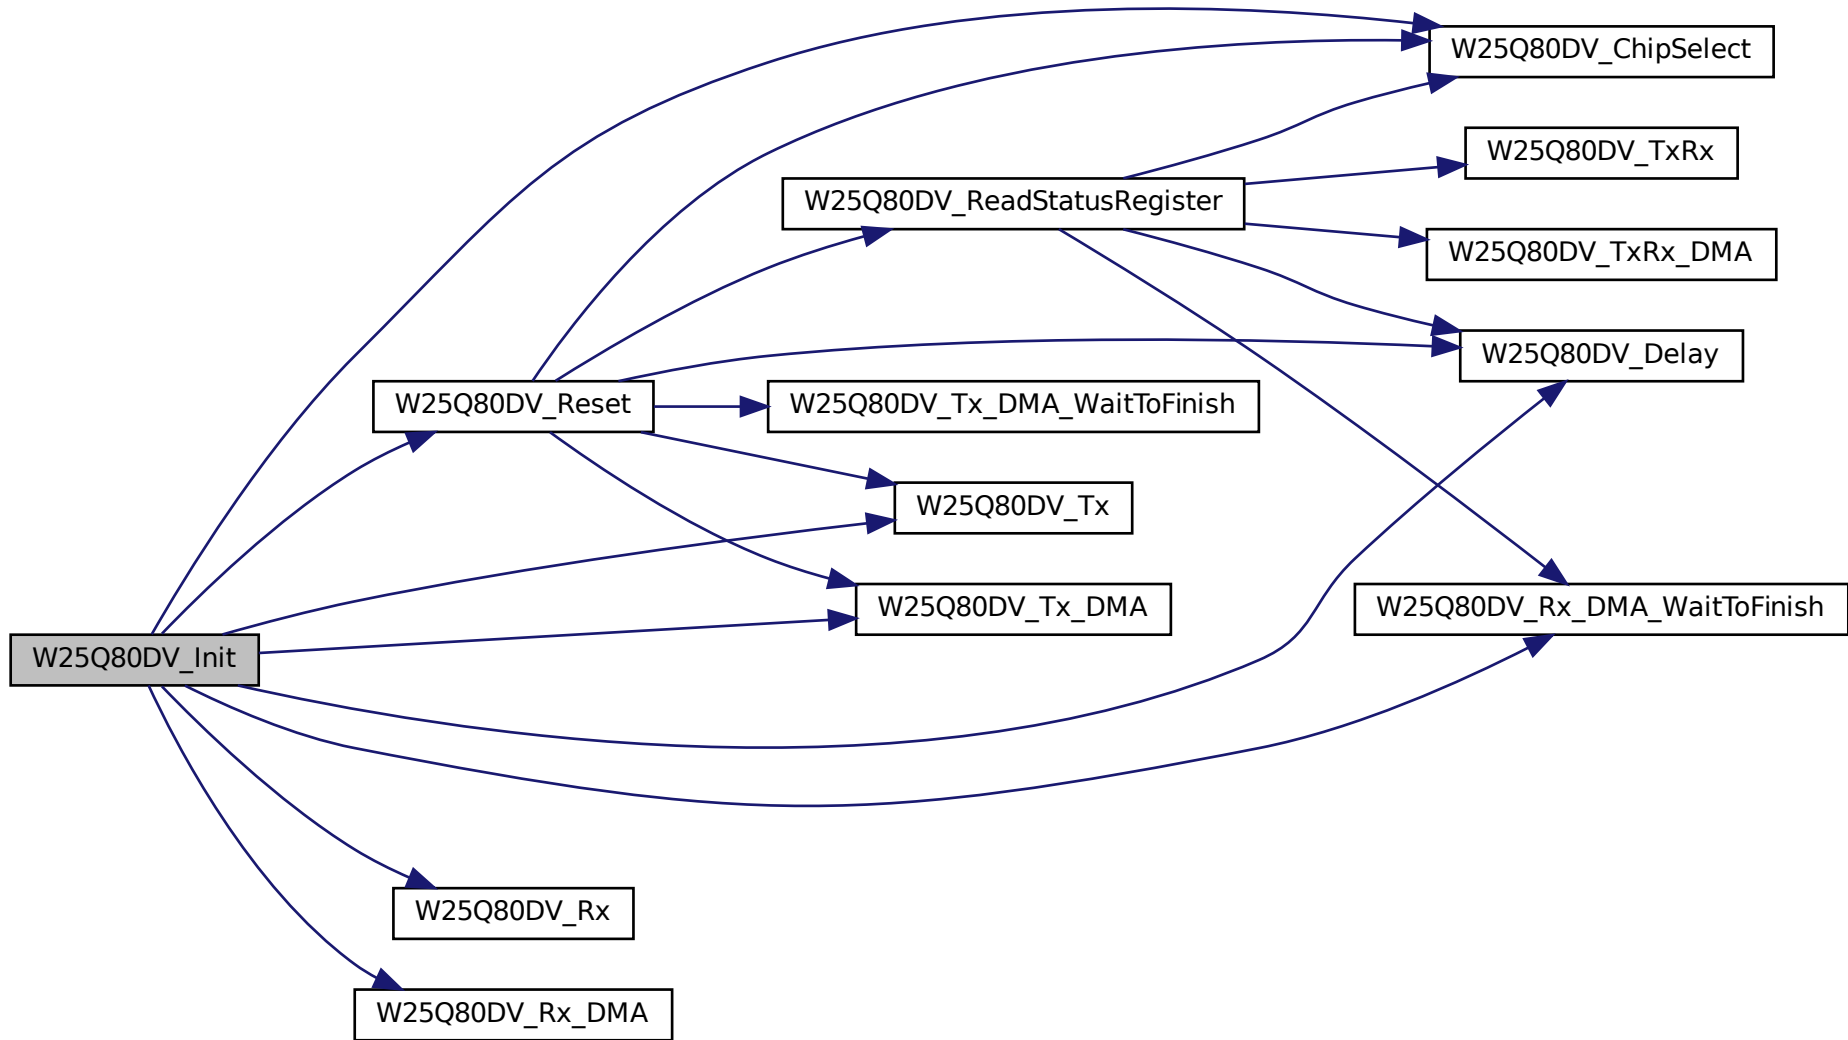 W25Q80DV_ChipSelect
W25Q80DV_TxRx
W25Q80DV_ReadStatusRegister
W25Q80DV_TxRx_DMA
W25Q80DV_Delay
W25Q80DV_Reset
W25Q80DV_Tx_DMA_WaitToFinish
W25Q80DV_Tx
W25Q80DV_Tx_DMA
W25Q80DV_Rx_DMA_WaitToFinish
W25Q80DV_Init
W25Q80DV_Rx
W25Q80DV_Rx_DMA